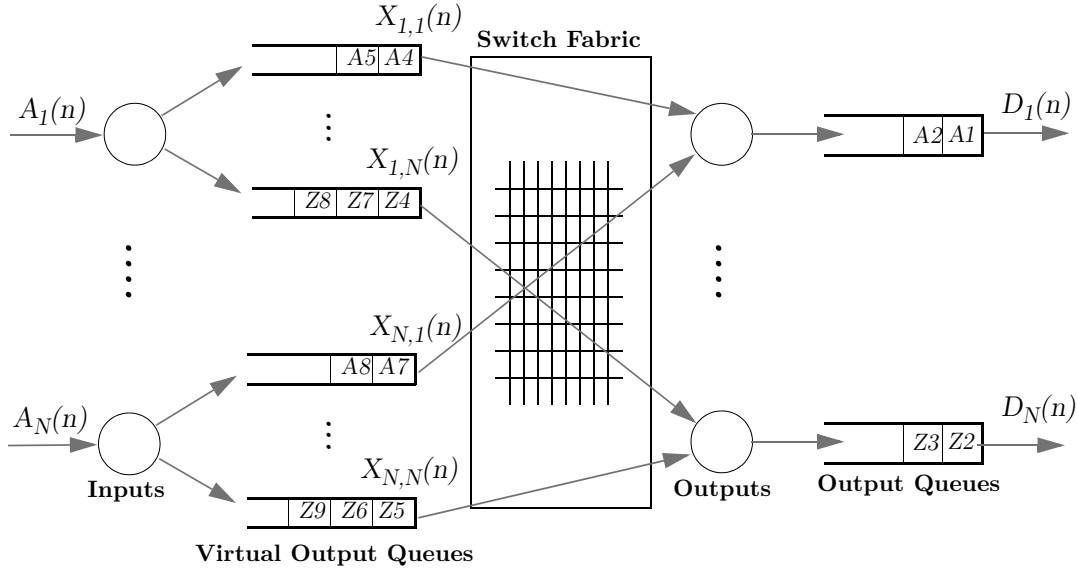 X1,1(n)
Switch Fabric
A5 A4
A1(n)
D1(n)
A2 A1
X1,N(n)
Z8 Z7 Z4
XN,1(n)
A8 A7
AN(n)
DN(n)
Z3 Z2
XN,N(n)
Inputs
Outputs
Output Queues
Z9 Z6 Z5
Virtual Output Queues